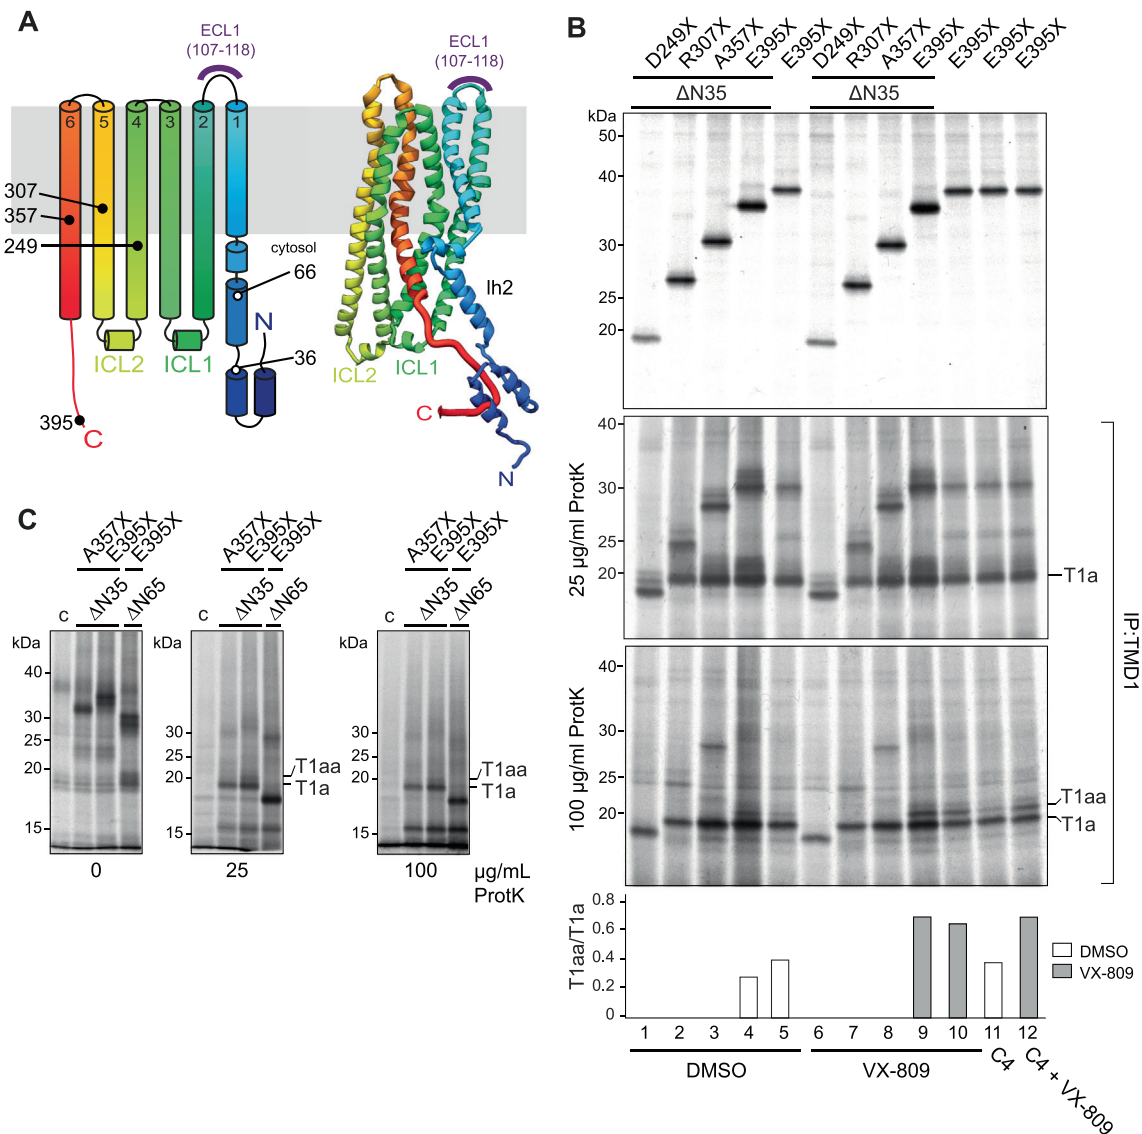 A
ECL1
(107-118)
ECL1
(107-118)
6 5 4 3 2 1
307
357
249
cytosol
66
N
36
ICL2 ICL1
395
C
lh2
ICL2 ICL1
C
N
B
D249X R307X A357X E395X E395X D249X R307X A357X E395X E395X E395X E395X
ΔN35 ΔN35
kDa
50
40
30
25
20
25 µg/ml ProtK
40
30
25
20
T1a
IP:TMD1
100 µg/ml ProtK
40
30
25
20
T1aa
T1a
T1aa/T1a
0.8
0.6
0.4
0.2
0
DMSO
VX-809
1 2 3 4 5 6 7 8 9 10 11 12
DMSO VX-809 C4 C4 + VX-809
C
A357X E395X E395X A357X E395X E395X A357X E395X E395X
c ΔN35 ΔN65 c ΔN35 ΔN65 c ΔN35 ΔN65
kDa
40
30
25
20
15
0
kDa
30
25
20
15
T1aa
T1a
25
kDa
30
25
20
15
T1aa
T1a
100 µg/mL
ProtK